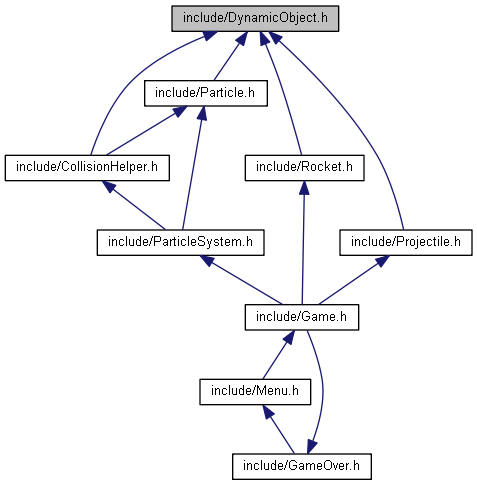 include/DynamicObject.h
include/Particle.h
include/CollisionHelper.h
include/Rocket.h
include/ParticleSystem.h
include/Projectile.h
include/Game.h
include/Menu.h
include/GameOver.h